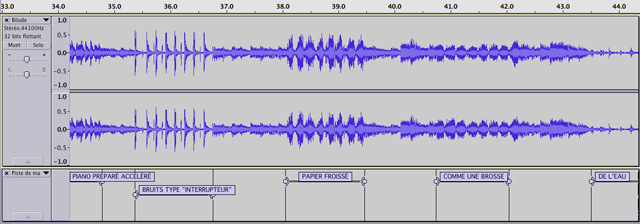 33.0 34.0 35.0 36.0 37.0 38.0 39.0 40.0 41.0 42.0 43.0 44.0
Bilude
Stéréo,44100Hz
32 bits flottant
Muet Solo
- +
G D
1.0
0.5
0.0
-0.5
-1.0
1.0
0.5
0.0
-0.5
-1.0
Piste de ma
PIANO PRÉPARÉ ACCÉLÉRÉ
PAPIER FROISSÉ
COMME UNE BROSSE
DE L'EAU
BRUITS TYPE "INTERRUPTEUR"